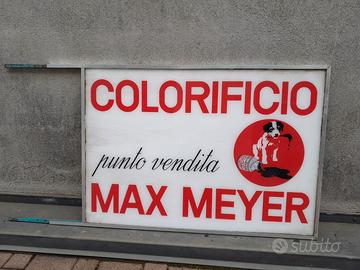 COLORIFICIO
punto vendita
MAX MEYER
subito